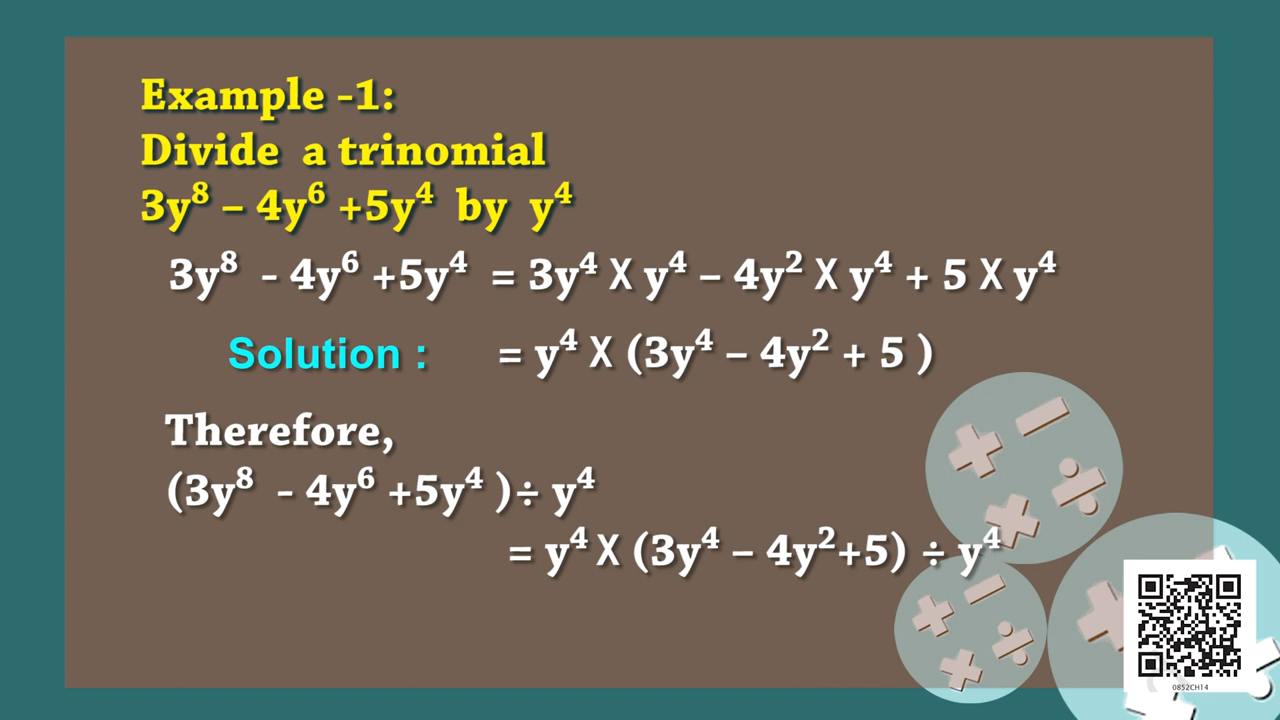 Example -1:
Divide a trinomial
3y⁸ – 4y⁶ +5y⁴ by y⁴
3y⁸ - 4y⁶ +5y⁴ = 3y⁴ X y⁴ – 4y² X y⁴ + 5 X y⁴
Solution : = y⁴ X (3y⁴ – 4y² + 5 )
Therefore,
(3y⁸ - 4y⁶ +5y⁴ )÷ y⁴
= y⁴ X (3y⁴ – 4y²+5) ÷ y⁴
0852CH14